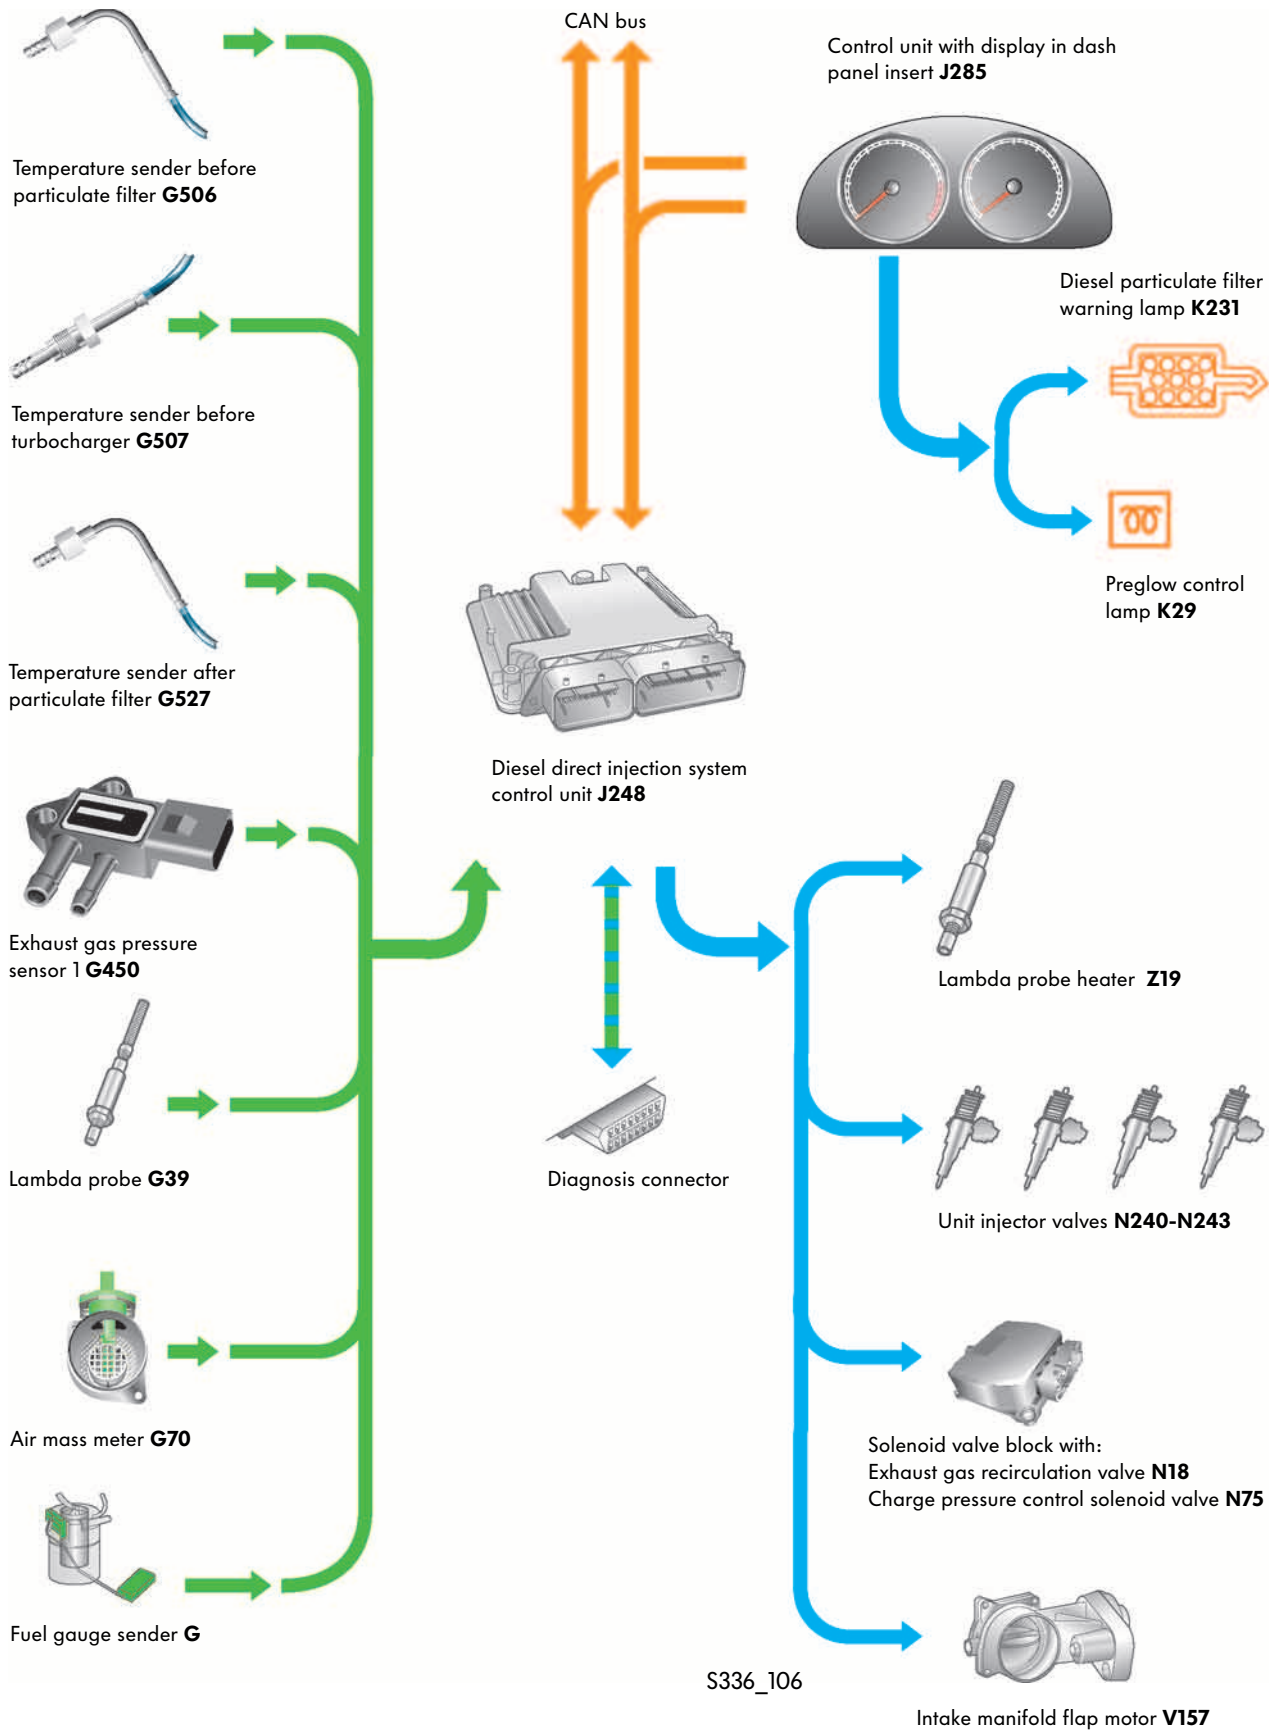 CAN bus
Control unit with display in dash
panel insert J285
Temperature sender before
particulate filter G506
Diesel particulate filter
warning lamp K231
Temperature sender before
turbocharger G507
Preglow control
lamp K29
Temperature sender after
particulate filter G527
Diesel direct injection system
control unit J248
Exhaust gas pressure
sensor 1 G450
Lambda probe heater Z19
Lambda probe G39
Diagnosis connector
Unit injector valves N240-N243
Air mass meter G70
Solenoid valve block with:
Exhaust gas recirculation valve N18
Charge pressure control solenoid valve N75
Fuel gauge sender G
S336_106
Intake manifold flap motor V157